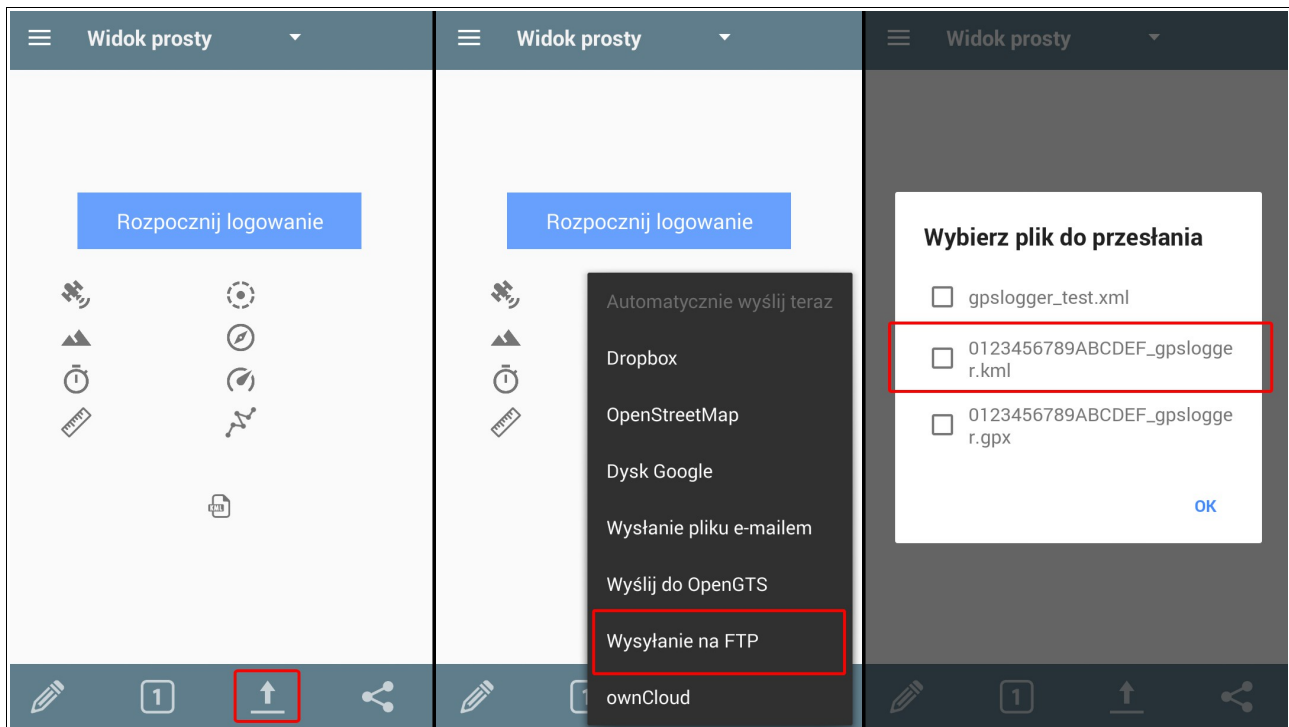 Widok prosty
Rozpocznij logowanie
KML
1
Widok prosty
Rozpocznij logowanie
Automatycznie wyślij teraz
Dropbox
OpenStreetMap
Dysk Google
Wysłanie pliku e-mailem
Wyślij do OpenGTS
Wysyłanie na FTP
ownCloud
1
Widok prosty
Wybierz plik do przesłania
gpslogger_test.xml
0123456789ABCDEF_gpslogge
r.kml
0123456789ABCDEF_gpslogge
r.gpx
OK
1